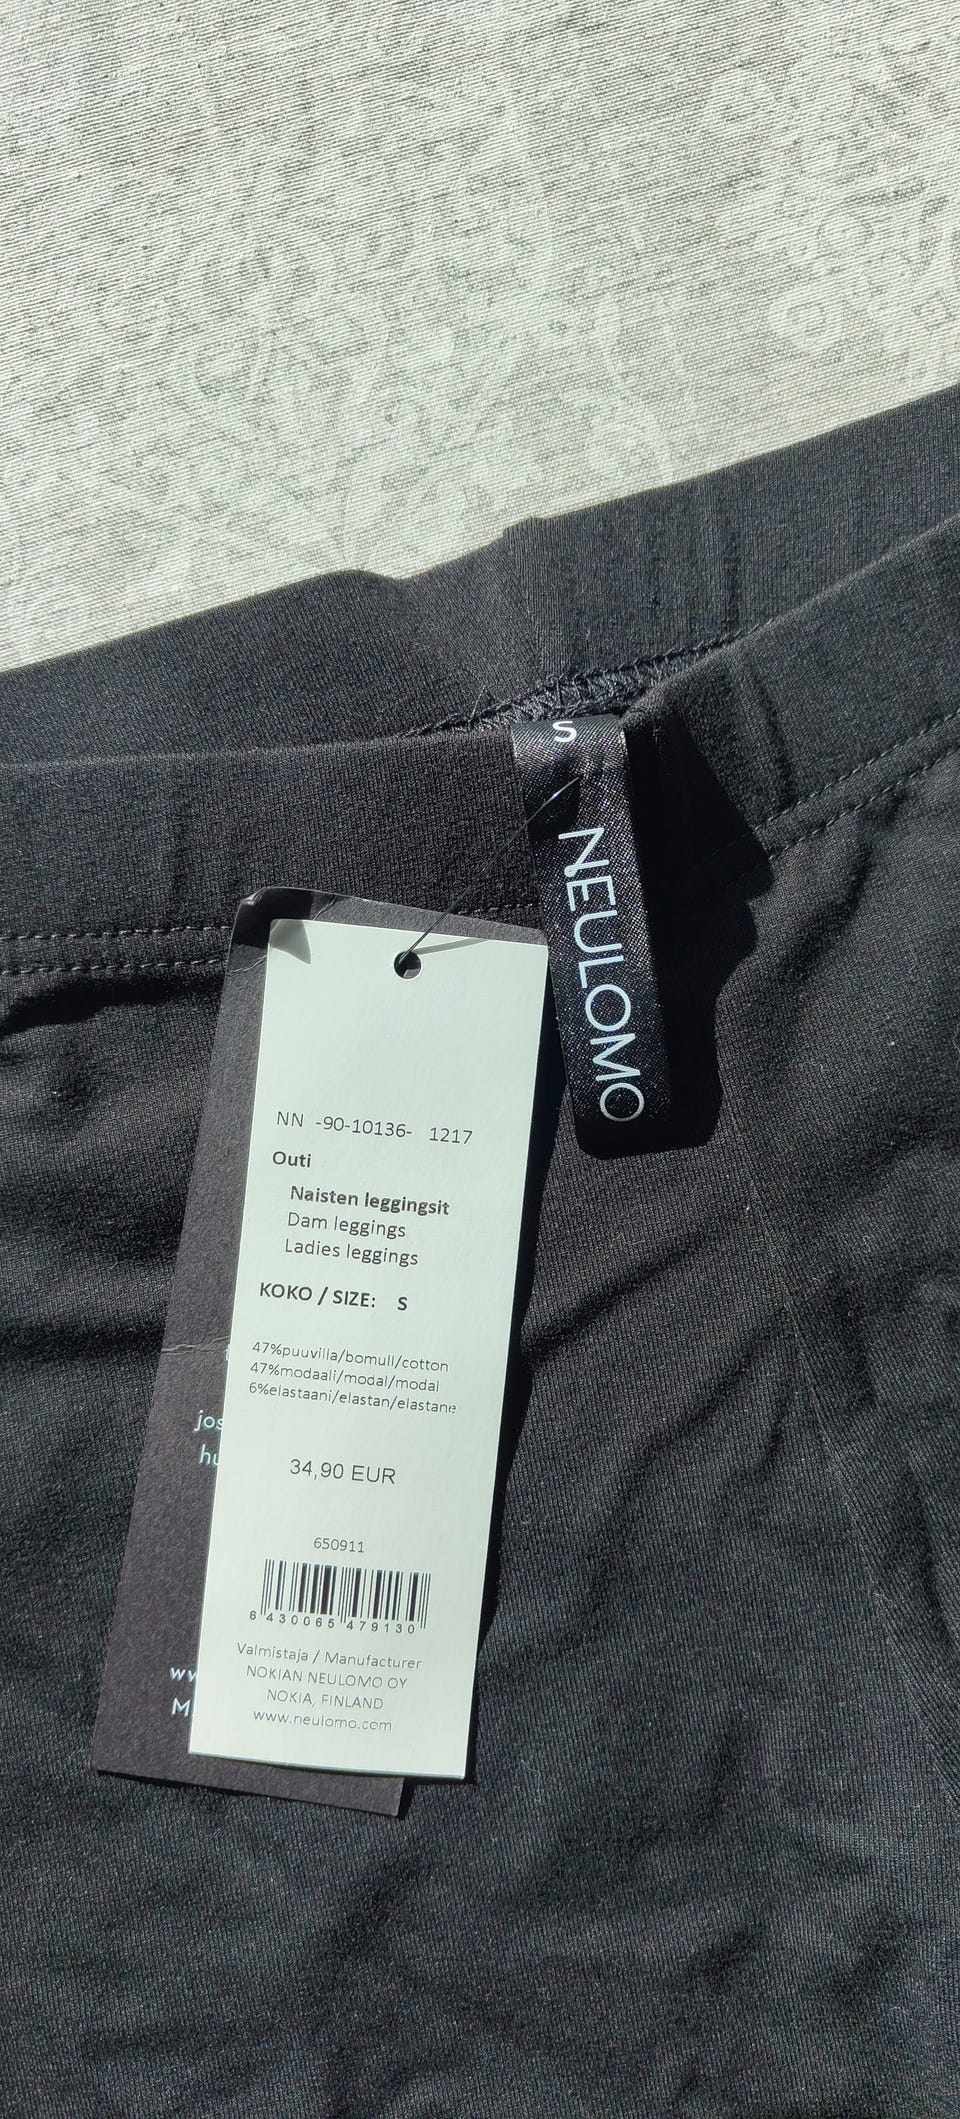 S
NEULOMO
NN -90-10136- 1217
Outi
Naisten leggingsit
Dam leggings
Ladies leggings
KOKO / SIZE: S
47%puuvilla/bomull/cotton
47%modaali/modal/modal
6%elastaani/elastan/elastane
34,90 EUR
650911
6 430065 479130
Valmistaja / Manufacturer
NOKIAN NEULOMO OY
NOKIA, FINLAND
www.neulomo.com